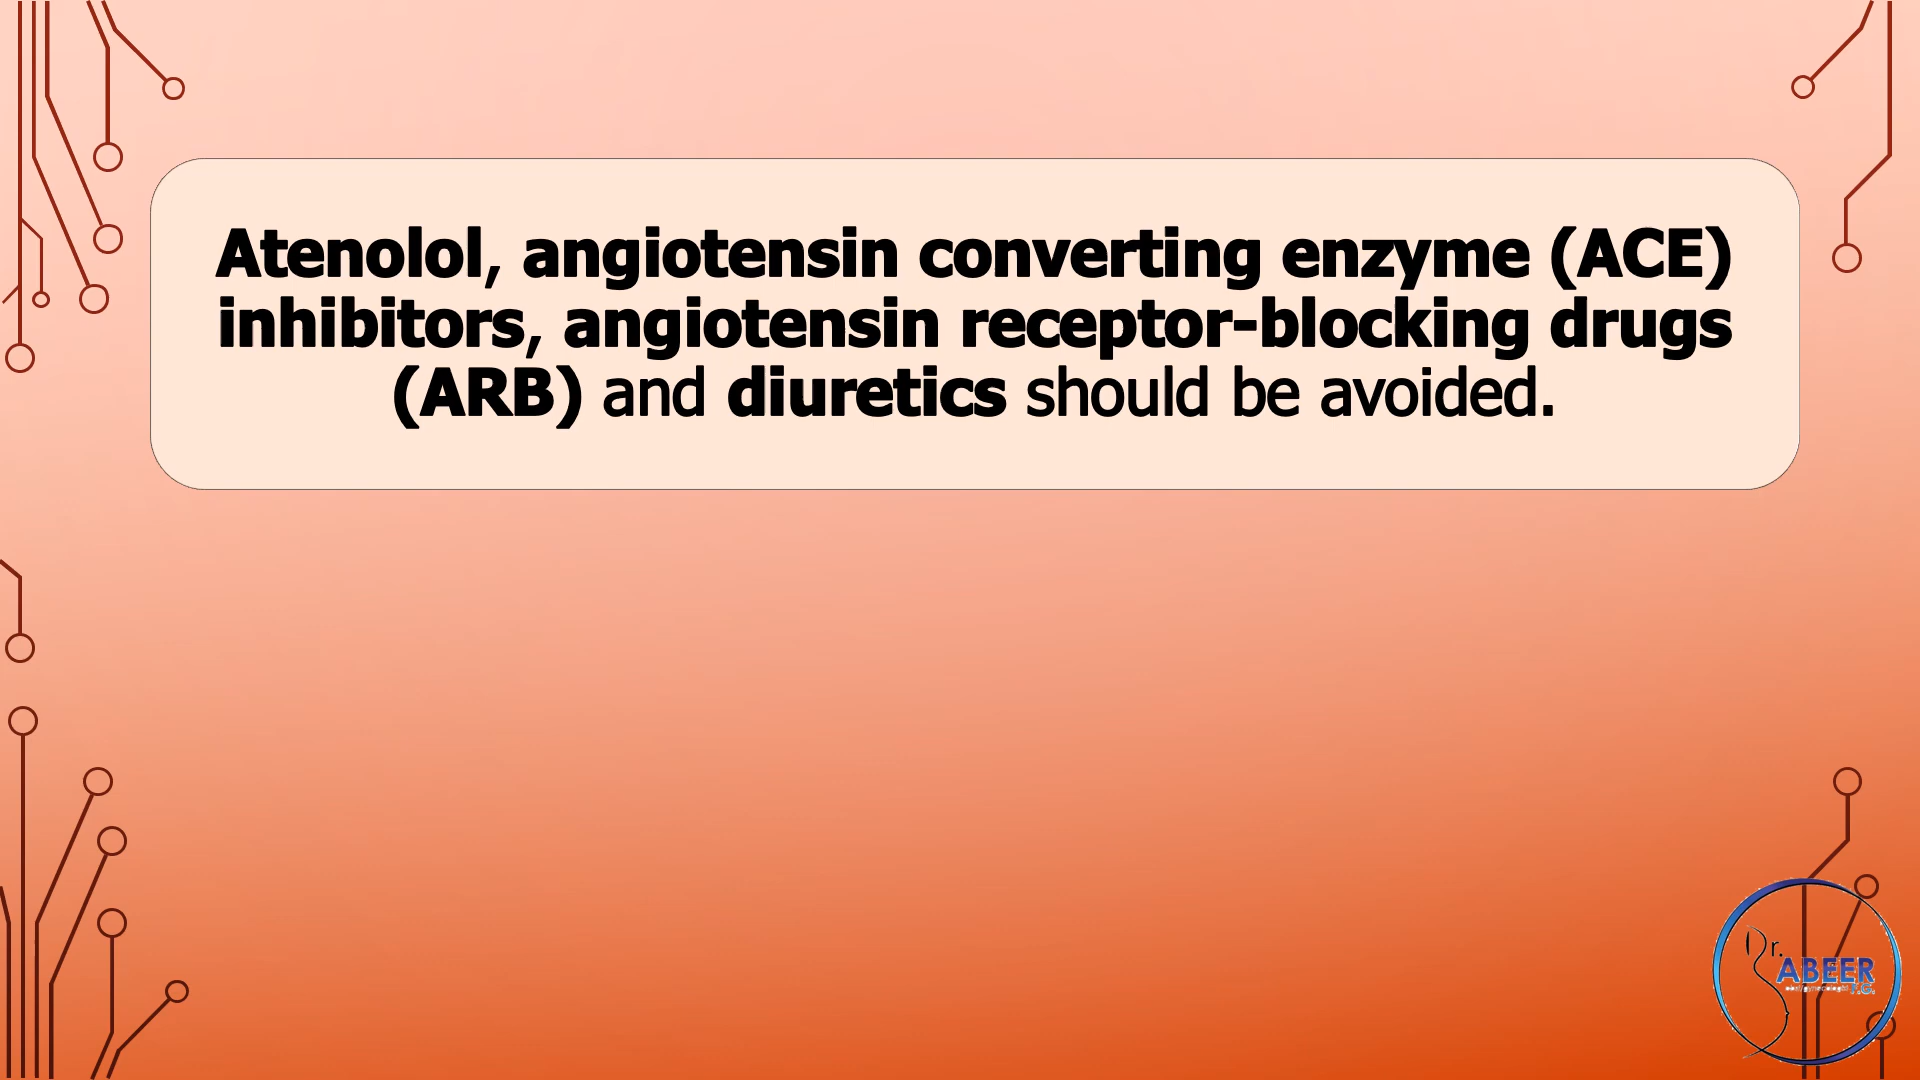 Atenolol, angiotensin converting enzyme (ACE)
inhibitors, angiotensin receptor-blocking drugs
(ARB) and diuretics should be avoided.
Dr.
ABEER
F.G.